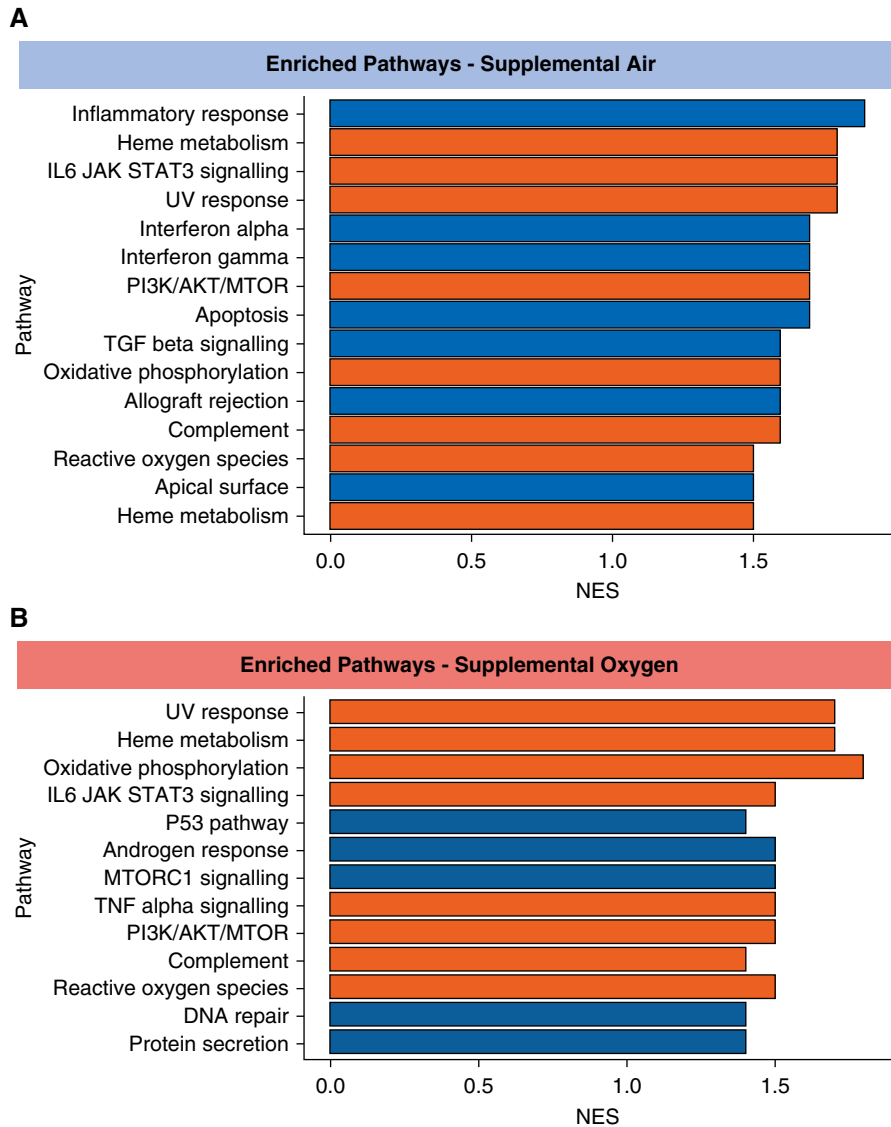 A
Enriched Pathways - Supplemental Air
Inflammatory response
Heme metabolism
IL6 JAK STAT3 signalling
UV response
Interferon alpha
Interferon gamma
PI3K/AKT/MTOR
Apoptosis
TGF beta signalling
Oxidative phosphorylation
Allograft rejection
Complement
Reactive oxygen species
Apical surface
Heme metabolism
Pathway
0.0 0.5 1.0 1.5
NES
B
Enriched Pathways - Supplemental Oxygen
UV response
Heme metabolism
Oxidative phosphorylation
IL6 JAK STAT3 signalling
P53 pathway
Androgen response
MTORC1 signalling
TNF alpha signalling
PI3K/AKT/MTOR
Complement
Reactive oxygen species
DNA repair
Protein secretion
Pathway
0.0 0.5 1.0 1.5
NES